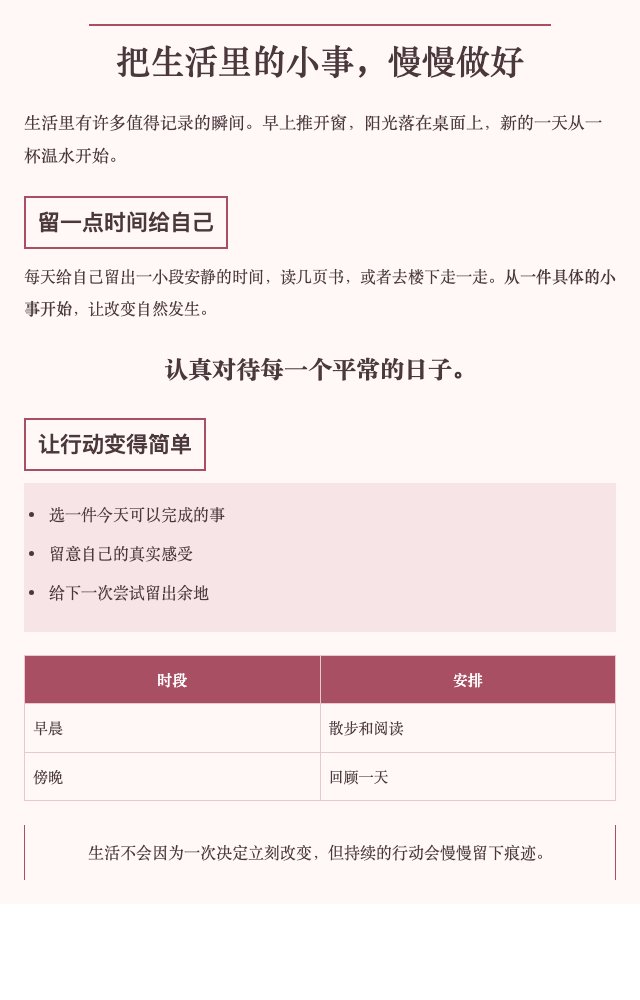 把生活里的小事，慢慢做好
生活里有许多值得记录的瞬间。早上推开窗，阳光落在桌面上，新的一天从一
杯温水开始。
留一点时间给自己
每天给自己留出一小段安静的时间，读几页书，或者去楼下走一走。从一件具体的小
事开始，让改变自然发生。
认真对待每一个平常的日子。
让行动变得简单
• 选一件今天可以完成的事
• 留意自己的真实感受
• 给下一次尝试留出余地
时段 安排
早晨 散步和阅读
傍晚 回顾一天
生活不会因为一次决定立刻改变，但持续的行动会慢慢留下痕迹。